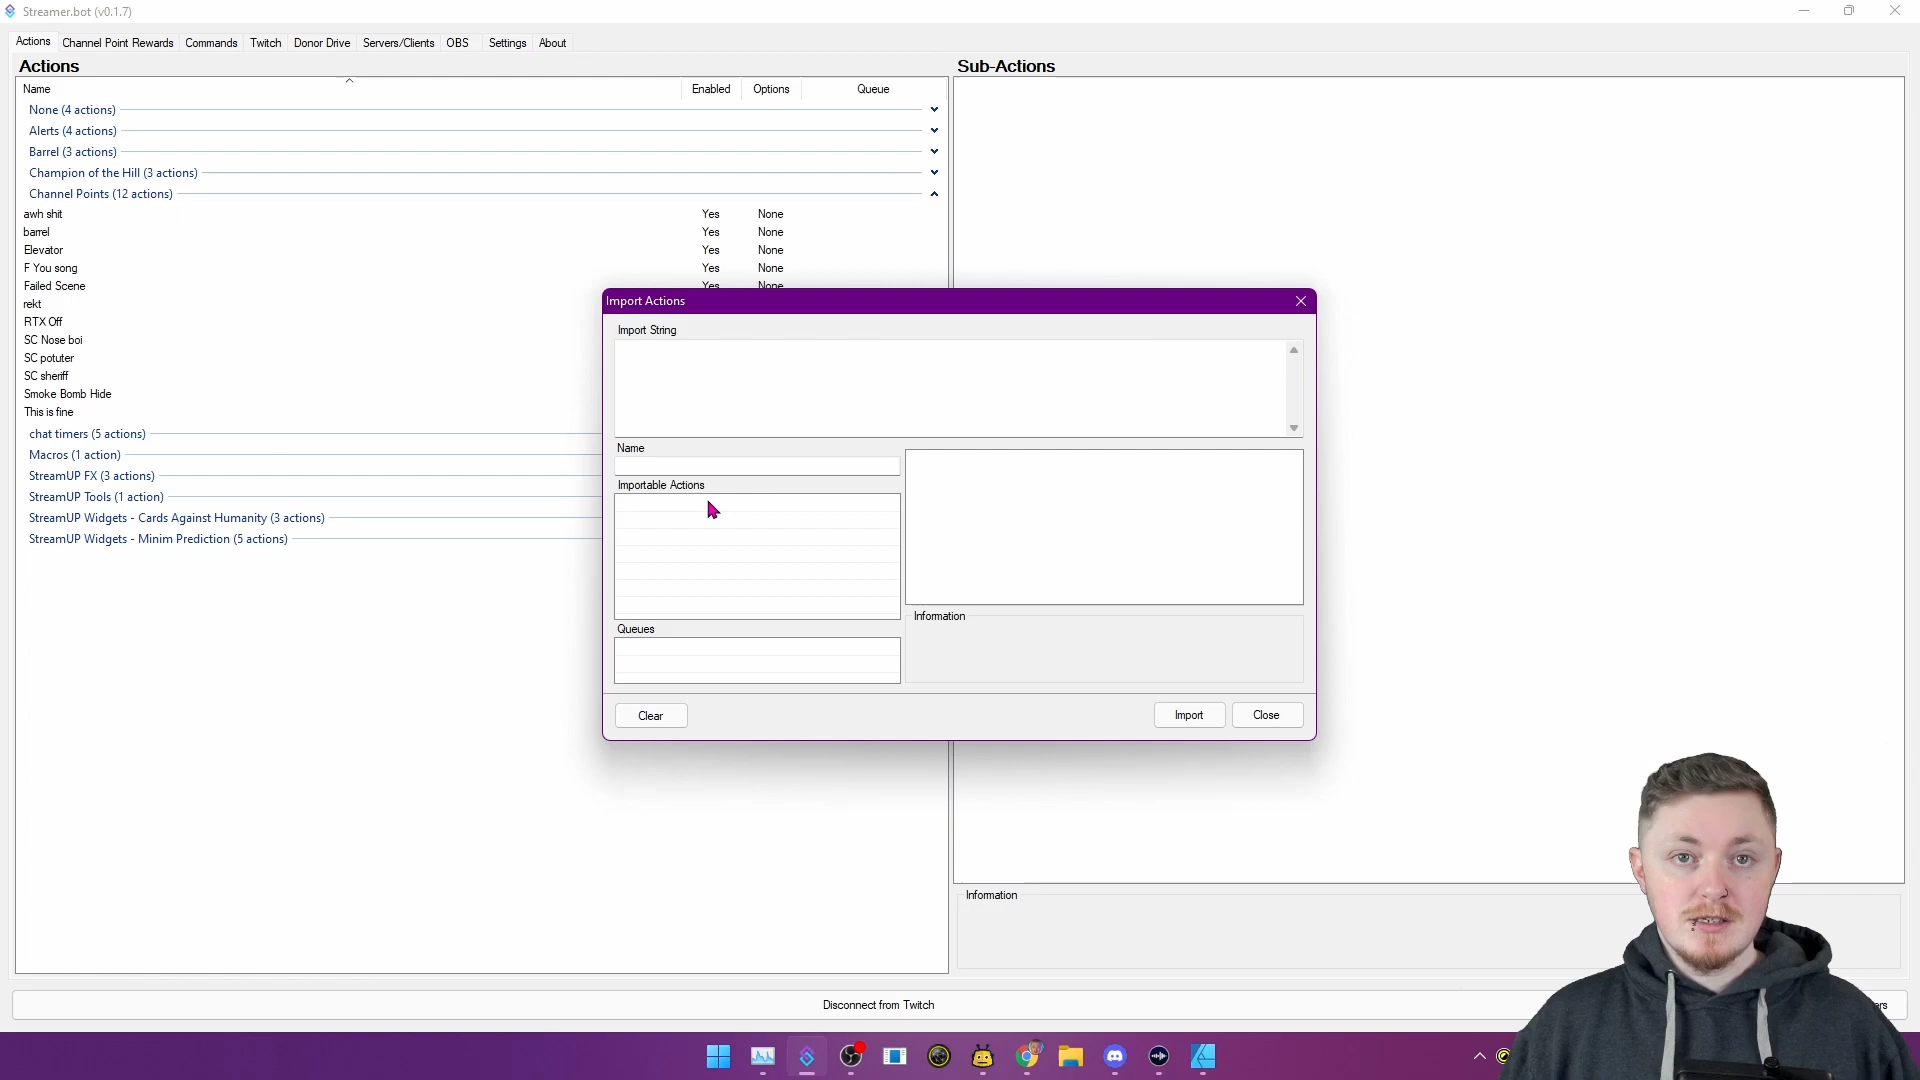 Streamer.bot (v0.1.7)
Actions Channel Point Rewards Commands Twitch Donor Drive Servers/Clients OBS Settings About
Actions
Sub-Actions
Name Enabled Options Queue
None (4 actions)
Alerts (4 actions)
Barrel (3 actions)
Champion of the Hill (3 actions)
Channel Points (12 actions)
awh shit Yes None
barrel Yes None
Elevator Yes None
F You song Yes None
Failed Scene Yes None
rekt
RTX Off
SC Nose boi
SC potuter
SC sheriff
Smoke Bomb Hide
This is fine
chat timers (5 actions)
Macros (1 action)
StreamUP FX (3 actions)
StreamUP Tools (1 action)
StreamUP Widgets - Cards Against Humanity (3 actions)
StreamUP Widgets - Minim Prediction (5 actions)
Import Actions
Import String
Name
Importable Actions
Queues
Information
Clear
Import
Close
Information
Disconnect from Twitch